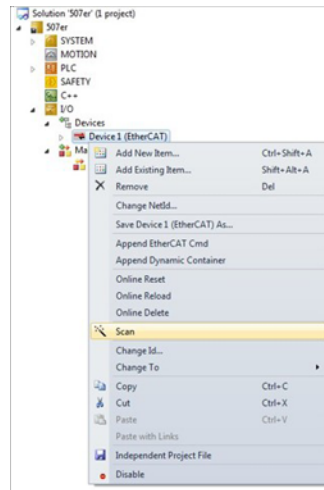 Solution '507er' (1 project)
507er
SYSTEM
MOTION
PLC
SAFETY
C++
I/O
Devices
Device 1 (EtherCAT)
Ma
Add New Item... Ctrl+Shift+A
Add Existing Item... Shift+Alt+A
Remove Del
Change NetId...
Save Device 1 (EtherCAT) As...
Append EtherCAT Cmd
Append Dynamic Container
Online Reset
Online Reload
Online Delete
Scan
Change Id...
Change To
Copy Ctrl+C
Cut Ctrl+X
Paste Ctrl+V
Paste with Links
Independent Project File
Disable